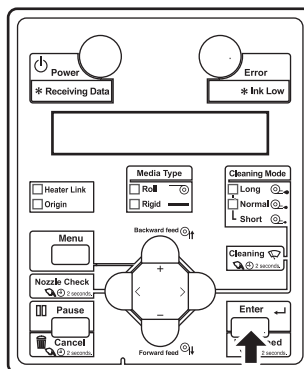 Power
Error
* Receiving Data
* Ink Low
Heater Link
Origin
Media Type
Roll
Rigid
Cleaning Mode
Long
Normal
Short
Menu
Backward feed
Cleaning
2 seconds.
Nozzle Check
2 seconds.
+
< >
−
Pause
Cancel
2 seconds.
Forward feed
Enter
2 seconds.